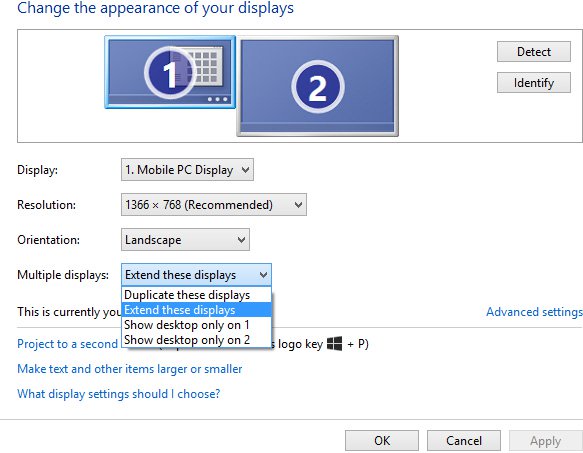 Change the appearance of your displays
1
2
Detect
Identify
Display: 1. Mobile PC Display
Resolution: 1366 × 768 (Recommended)
Orientation: Landscape
Multiple displays: Extend these displays
Duplicate these displays
This is currently you Extend these displays Advanced settings
Show desktop only on 1
Project to a second Show desktop only on 2 s logo key + P)
Make text and other items larger or smaller
What display settings should I choose?
OK Cancel Apply